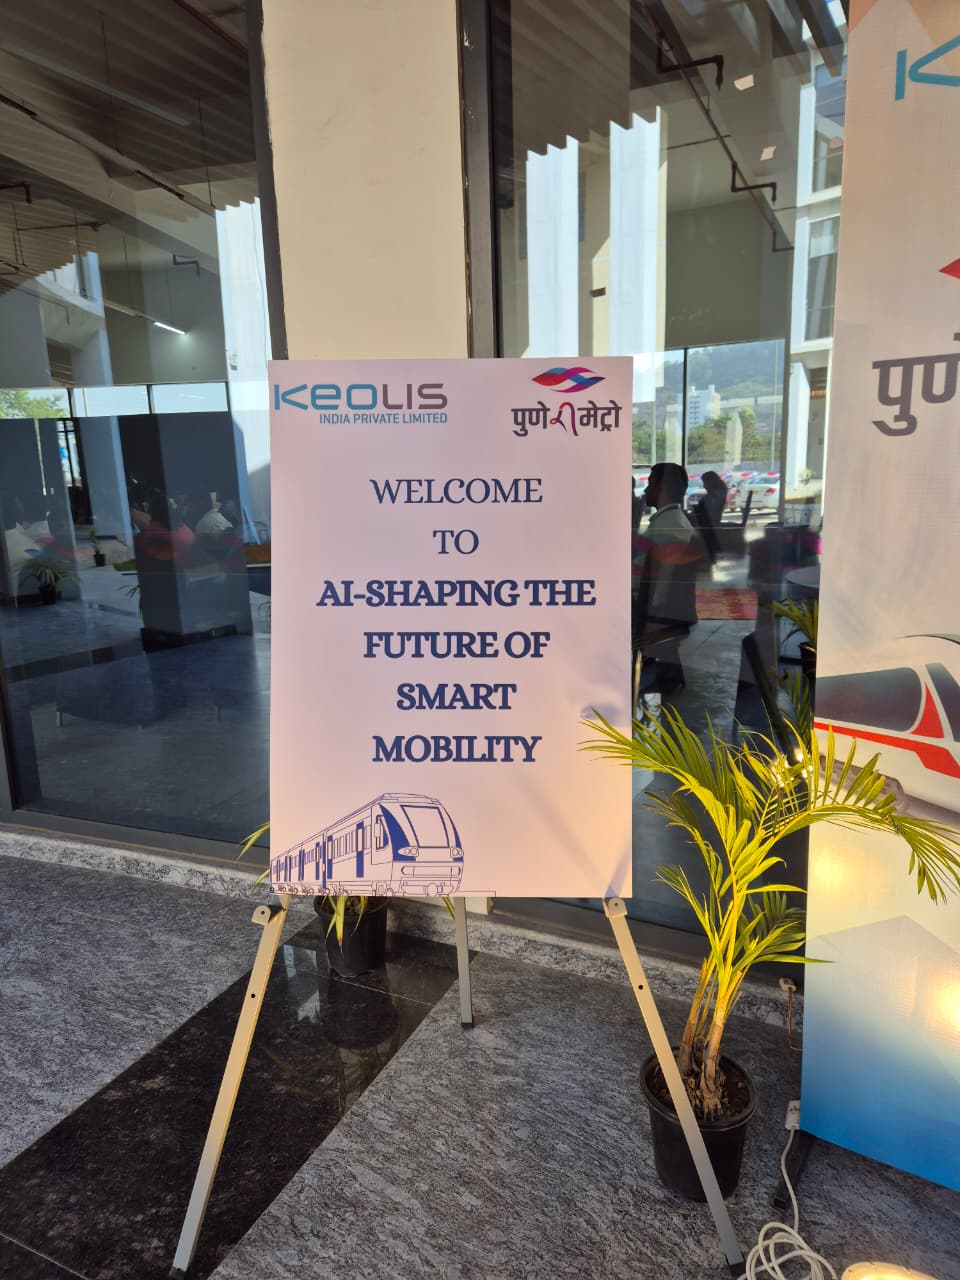 KEOLIS
INDIA PRIVATE LIMITED
पुणे मेट्रो
WELCOME
TO
AI-SHAPING THE
FUTURE OF
SMART
MOBILITY